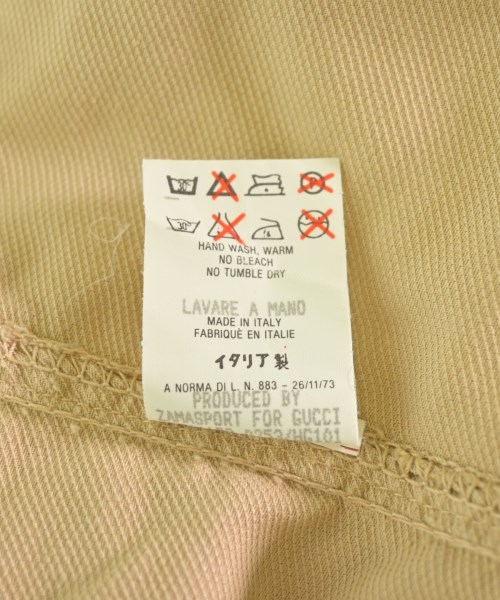 30°
30°
HAND WASH, WARM
NO BLEACH
NO TUMBLE DRY
LAVARE A MANO
MADE IN ITALY
FABRIQUÉ EN ITALIE
イタリア製
A NORMA DI L. N. 883 - 26/11/73
PRODUCED BY
ZAMASPORT FOR GUCCI